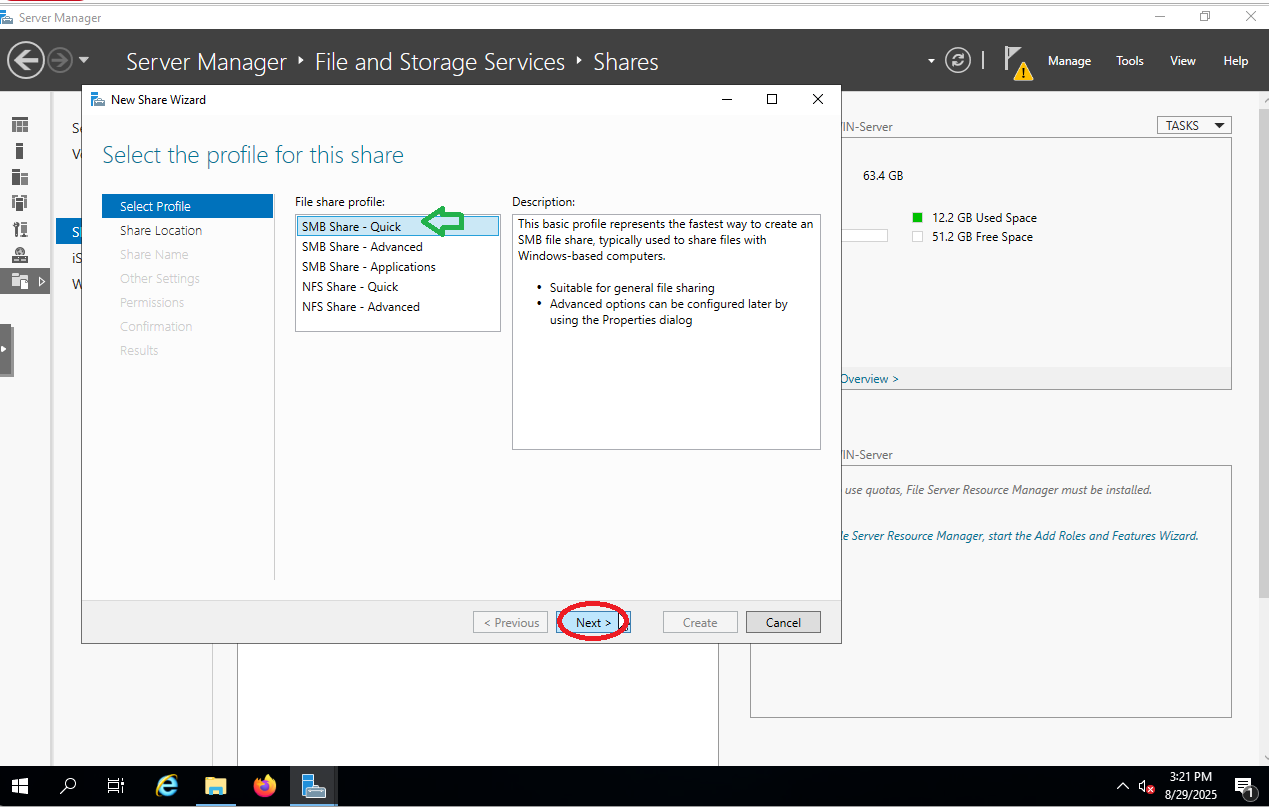 Server Manager
Server Manager ‣ File and Storage Services ‣ Shares
Manage Tools View Help
New Share Wizard
Select the profile for this share
Select Profile
Share Location
Share Name
Other Settings
Permissions
Confirmation
Results
File share profile:
SMB Share - Quick
SMB Share - Advanced
SMB Share - Applications
NFS Share - Quick
NFS Share - Advanced
Description:
This basic profile represents the fastest way to create an
SMB file share, typically used to share files with
Windows-based computers.
• Suitable for general file sharing
• Advanced options can be configured later by
using the Properties dialog
< Previous
Next >
Create
Cancel
IN-Server
TASKS
63.4 GB
12.2 GB Used Space
51.2 GB Free Space
Overview >
IN-Server
use quotas, File Server Resource Manager must be installed.
le Server Resource Manager, start the Add Roles and Features Wizard.
3:21 PM
8/29/2025
1